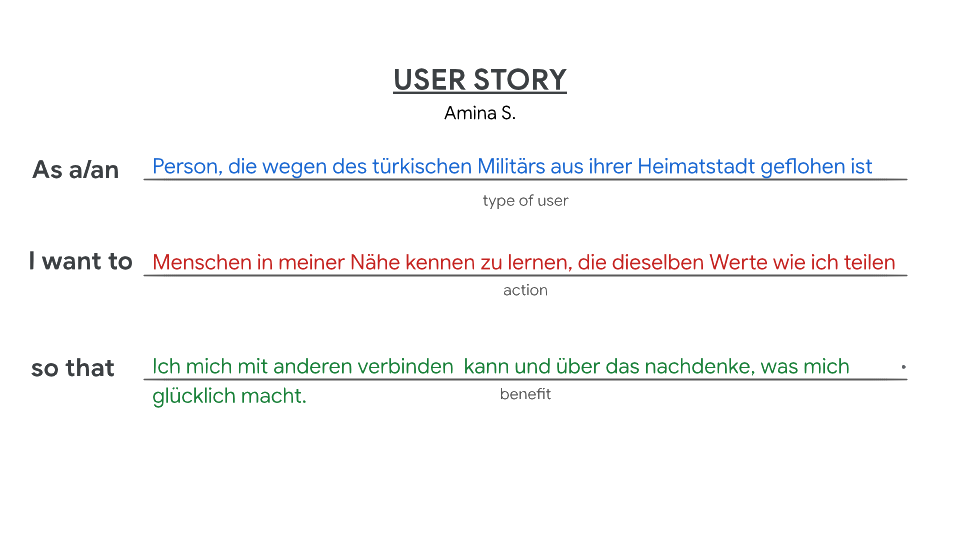 USER STORY
Amina S.
As a/an Person, die wegen des türkischen Militärs aus ihrer Heimatstadt geflohen ist
type of user
I want to Menschen in meiner Nähe kennen zu lernen, die dieselben Werte wie ich teilen
action
so that Ich mich mit anderen verbinden  kann und über das nachdenke, was mich .
glücklich macht.
benefit